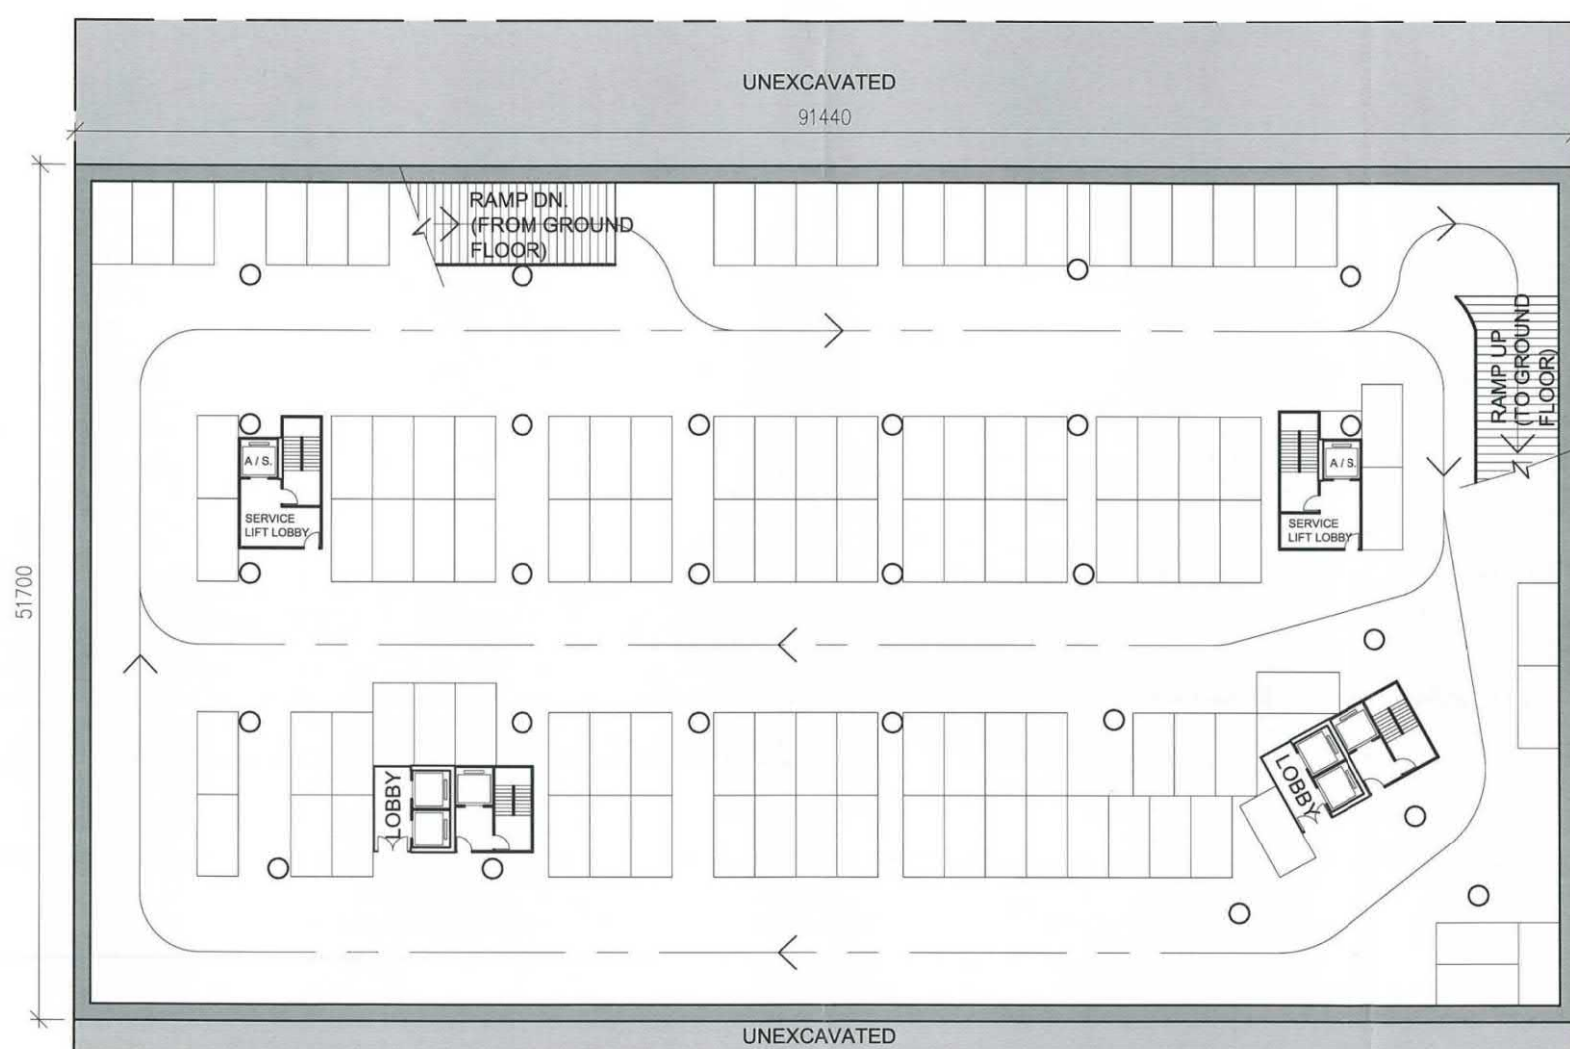 UNEXCAVATED
91440
RAMP DN.
(FROM GROUND
FLOOR)
RAMP UP
(TO GROUND
FLOOR)
A / S.
SERVICE
LIFT LOBBY
A / S.
SERVICE
LIFT LOBBY
51700
LOBBY
LOBBY
UNEXCAVATED